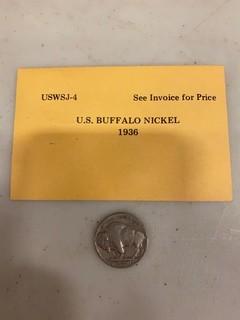 USWSJ-4 See Invoice for Price
U.S. BUFFALO NICKEL
1936